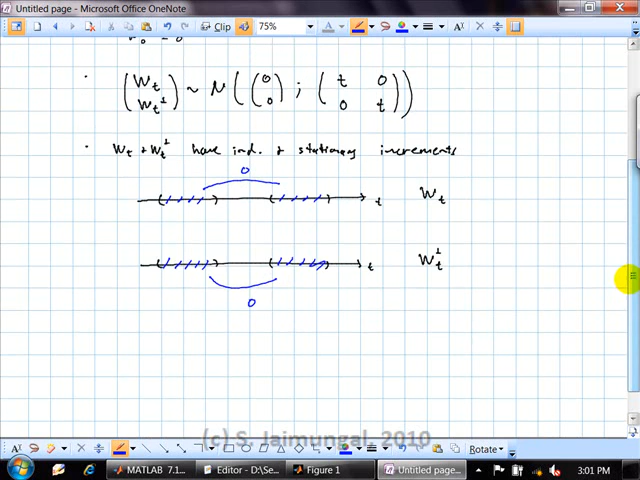 Untitled page - Microsoft Office OneNote
Clip 75%
W₀ = 0
· (W_t W_t^⊥) ~ N( (0 0) ; (t 0 0 t) )
· W_t + W_t^⊥ have ind. + stationary increments
0
t W_t
t W_t^⊥
0
(c) S. Jaimungal, 2010
Rotate
MATLAB 7.1... Editor - D:\Se... Figure 1 Untitled page... 3:01 PM